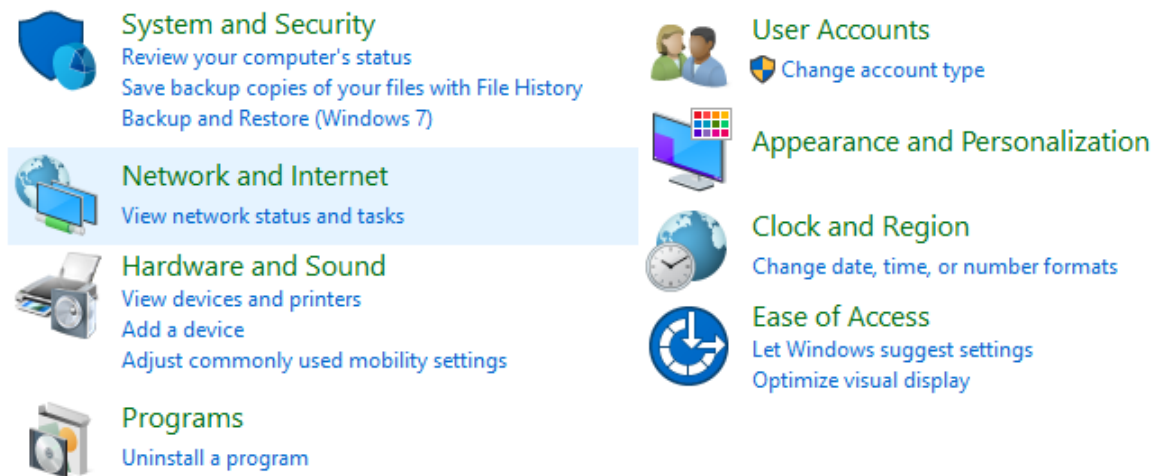 System and Security
Review your computer's status
Save backup copies of your files with File History
Backup and Restore (Windows 7)
Network and Internet
View network status and tasks
Hardware and Sound
View devices and printers
Add a device
Adjust commonly used mobility settings
Programs
Uninstall a program
User Accounts
Change account type
Appearance and Personalization
Clock and Region
Change date, time, or number formats
Ease of Access
Let Windows suggest settings
Optimize visual display